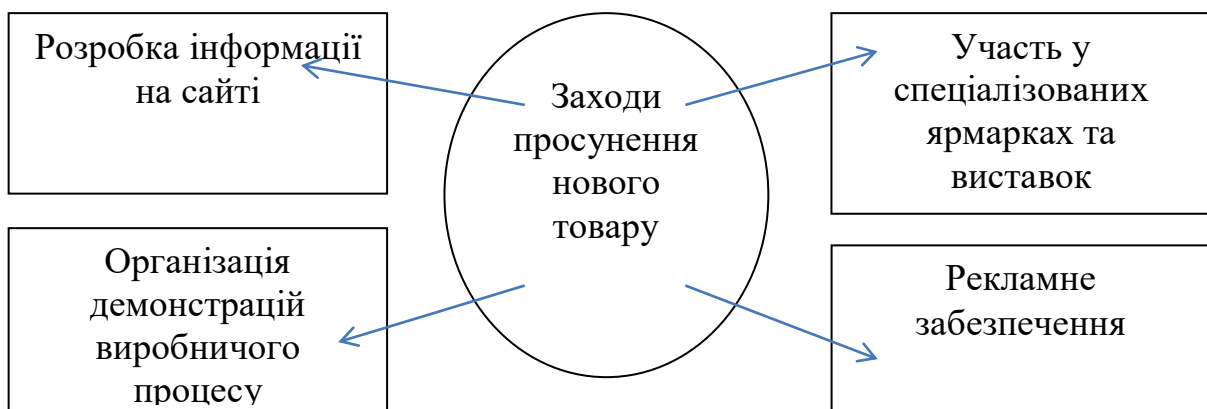 Розробка інформації
на сайті
Заходи
просунення
нового
товару
Участь у
спеціалізованих
ярмарках та
виставок
Організація
демонстрацій
виробничого
процесу
Рекламне
забезпечення